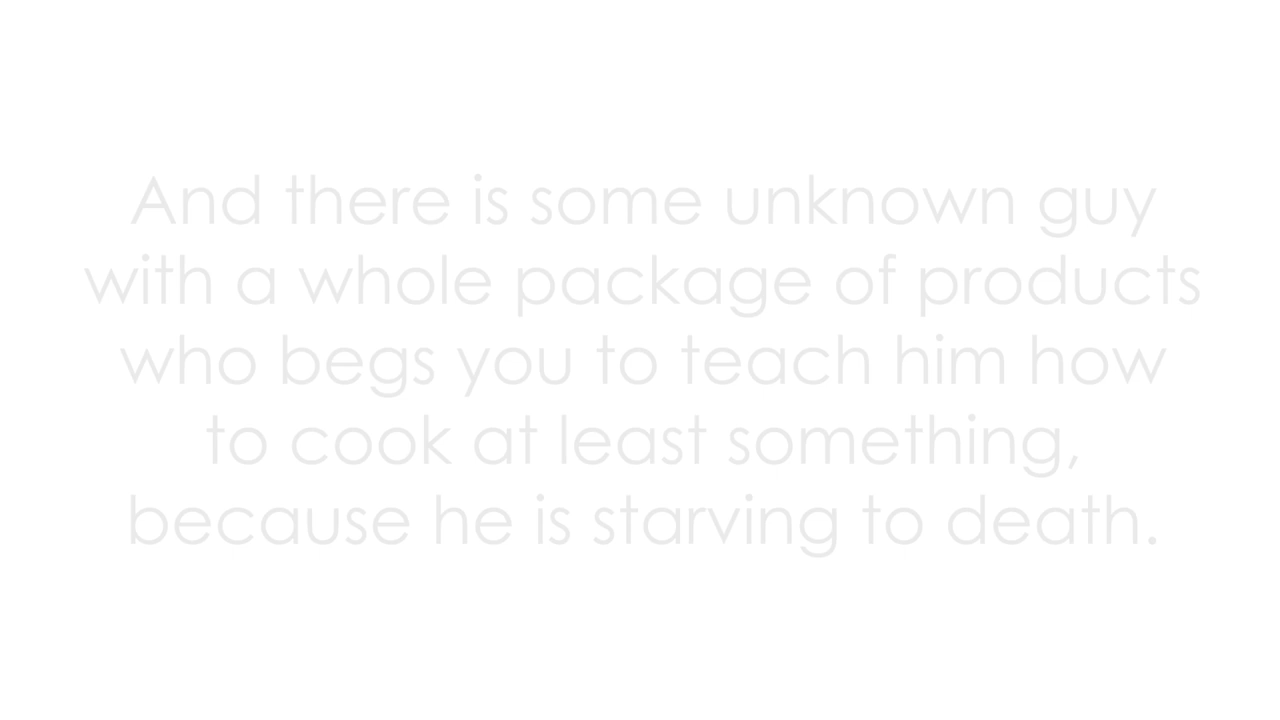 And there is some unknown guy
with a whole package of products
who begs you to teach him how
to cook at least something,
because he is starving to death.